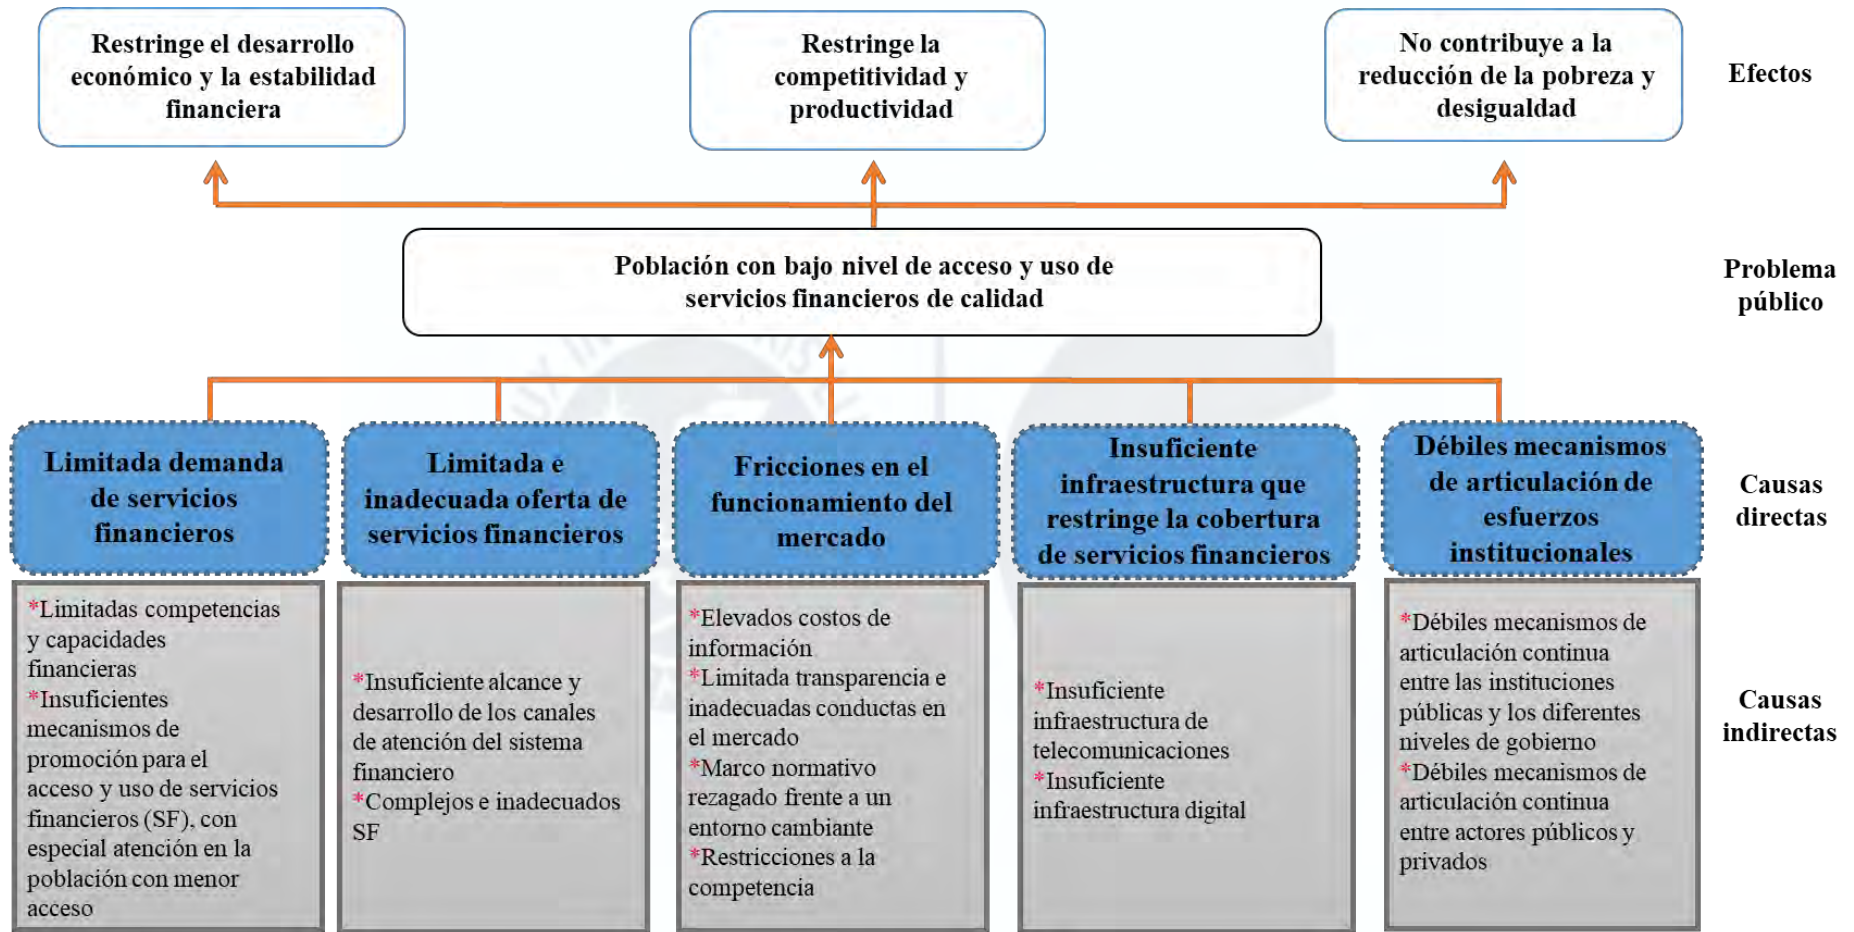 Restringe el desarrollo
económico y la estabilidad
financiera
Restringe la
competitividad y
productividad
No contribuye a la
reducción de la pobreza y
desigualdad
Efectos
Población con bajo nivel de acceso y uso de
servicios financieros de calidad
Problema
público
Limitada demanda
de servicios
financieros
Limitada e
inadecuada oferta de
servicios financieros
Fricciones en el
funcionamiento del
mercado
Insuficiente
infraestructura que
restringe la cobertura
de servicios financieros
Débiles mecanismos
de articulación de
esfuerzos
institucionales
Causas
directas
*Limitadas competencias
y capacidades
financieras
*Insuficientes
mecanismos de
promoción para el
acceso y uso de servicios
financieros (SF), con
especial atención en la
población con menor
acceso
*Insuficiente alcance y
desarrollo de los canales
de atención del sistema
financiero
*Complejos e inadecuados
SF
*Elevados costos de
información
*Limitada transparencia e
inadecuadas conductas en
el mercado
*Marco normativo
rezagado frente a un
entorno cambiante
*Restricciones a la
competencia
*Insuficiente
infraestructura de
telecomunicaciones
*Insuficiente
infraestructura digital
*Débiles mecanismos de
articulación continua
entre las instituciones
públicas y los diferentes
niveles de gobierno
*Débiles mecanismos de
articulación continua
entre actores públicos y
privados
Causas
indirectas